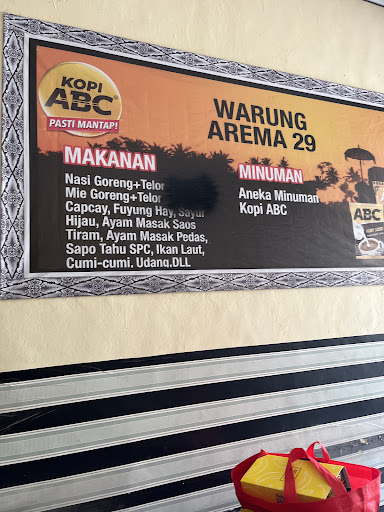 KOPI
ABC
PASTI MANTAP!
WARUNG
AREMA 29
MAKANAN
Nasi Goreng+Telor
Mie Goreng+Telor
Capcay, Fuyung Hay, Sayur
Hijau, Ayam Masak Saos
Tiram, Ayam Masak Pedas,
Sapo Tahu SPC, Ikan Laut,
Cumi-cumi, Udang,DLL
MINUMAN
Aneka Minuman
Kopi ABC
ABC